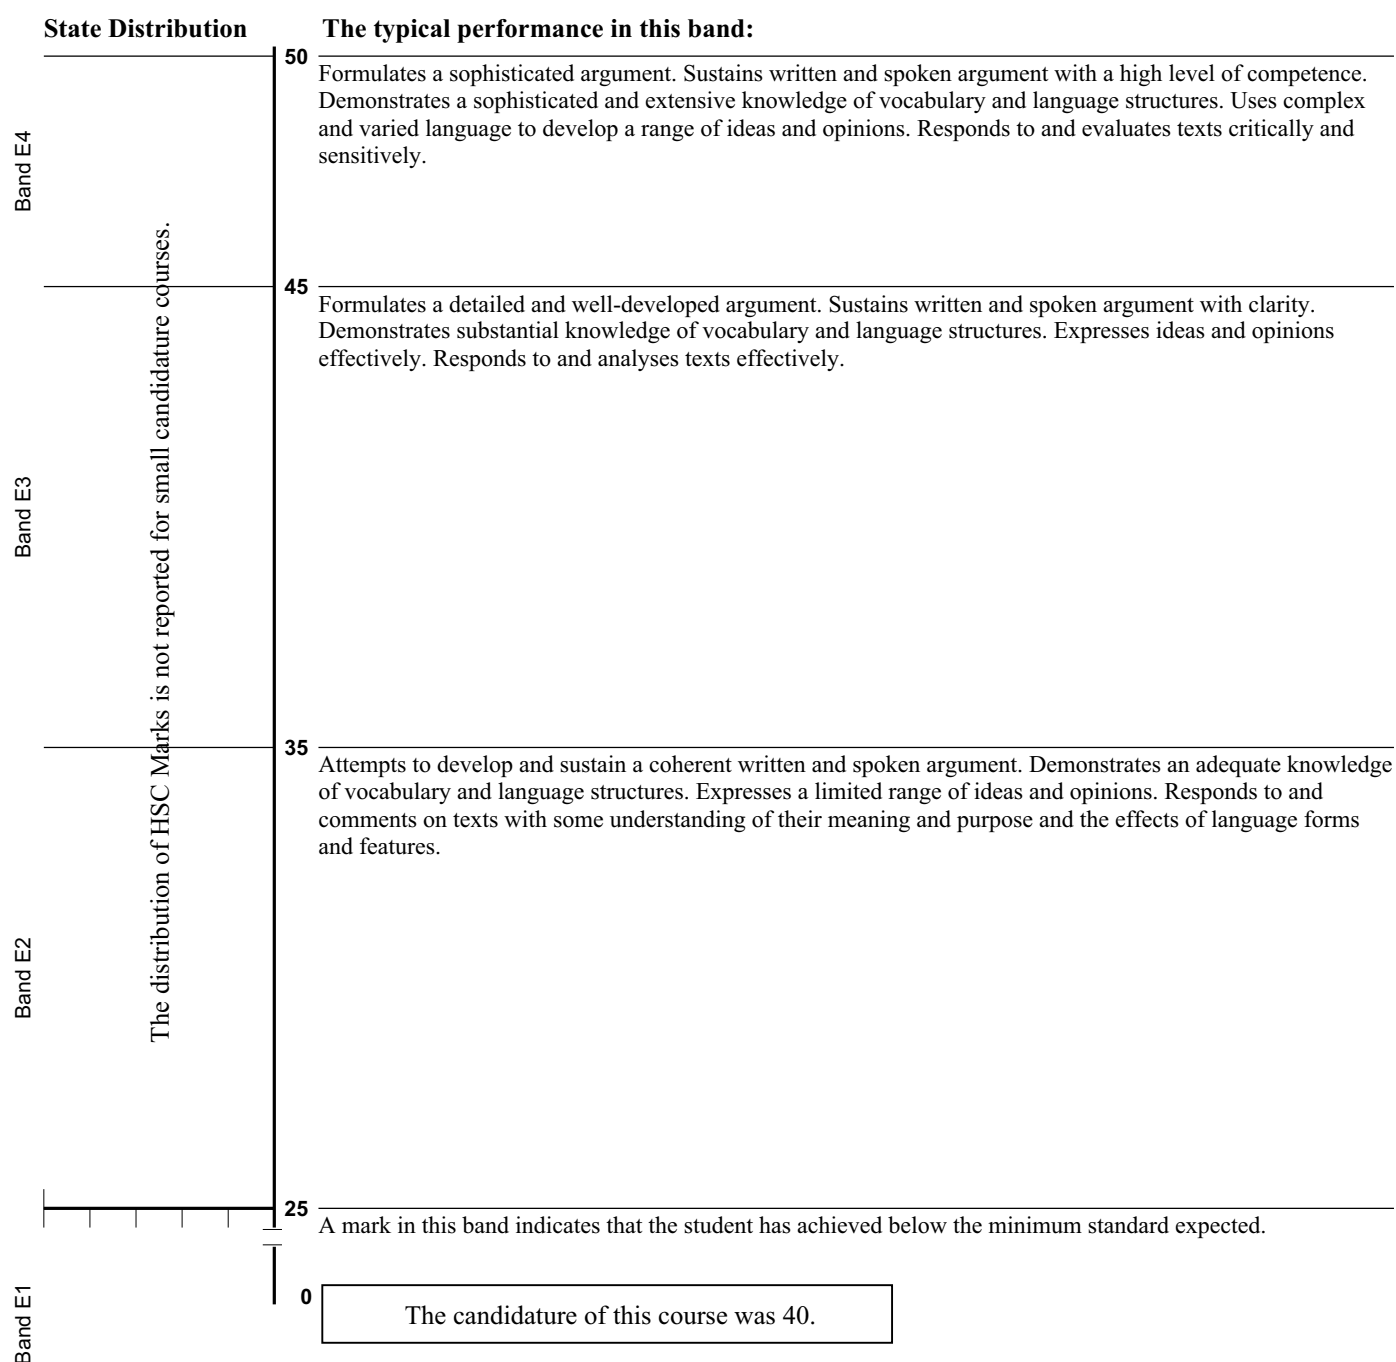 State Distribution
The typical performance in this band:
50
Formulates a sophisticated argument. Sustains written and spoken argument with a high level of competence.
Demonstrates a sophisticated and extensive knowledge of vocabulary and language structures. Uses complex
and varied language to develop a range of ideas and opinions. Responds to and evaluates texts critically and
sensitively.
Band E4
The distribution of HSC Marks is not reported for small candidature courses.
45
Formulates a detailed and well-developed argument. Sustains written and spoken argument with clarity.
Demonstrates substantial knowledge of vocabulary and language structures. Expresses ideas and opinions
effectively. Responds to and analyses texts effectively.
Band E3
35
Attempts to develop and sustain a coherent written and spoken argument. Demonstrates an adequate knowledge
of vocabulary and language structures. Expresses a limited range of ideas and opinions. Responds to and
comments on texts with some understanding of their meaning and purpose and the effects of language forms
and features.
Band E2
25
A mark in this band indicates that the student has achieved below the minimum standard expected.
0
The candidature of this course was 40.
Band E1